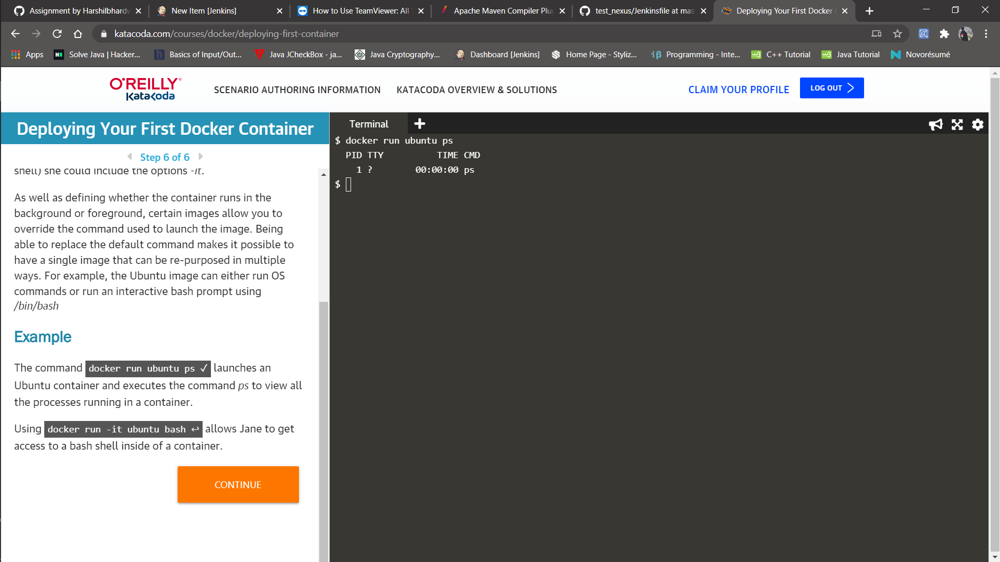 Assignment by Harshilbhardw
New Item [Jenkins]
How to Use TeamViewer: All
Apache Maven Compiler Plu
test_nexus/Jenkinsfile at mas
Deploying Your First Docker
katacoda.com/courses/docker/deploying-first-container
Apps
Solve Java | Hacker...
Basics of Input/Out...
Java JCheckBox - ja...
Java Cryptography...
Dashboard [Jenkins]
Home Page - Styliz...
Programming - Inte...
C++ Tutorial
Java Tutorial
Novorésumé
O'REILLY®
Katacoda
SCENARIO AUTHORING INFORMATION
KATACODA OVERVIEW & SOLUTIONS
CLAIM YOUR PROFILE
LOG OUT
Deploying Your First Docker Container
Step 6 of 6
shell) she could include the options -it.
As well as defining whether the container runs in the
background or foreground, certain images allow you to
override the command used to launch the image. Being
able to replace the default command makes it possible to
have a single image that can be re-purposed in multiple
ways. For example, the Ubuntu image can either run OS
commands or run an interactive bash prompt using
/bin/bash
Example
The command docker run ubuntu ps ✓ launches an
Ubuntu container and executes the command ps to view all
the processes running in a container.
Using docker run -it ubuntu bash ↩ allows Jane to get
access to a bash shell inside of a container.
CONTINUE
Terminal
$ docker run ubuntu ps
PID TTY TIME CMD
1 ? 00:00:00 ps
$